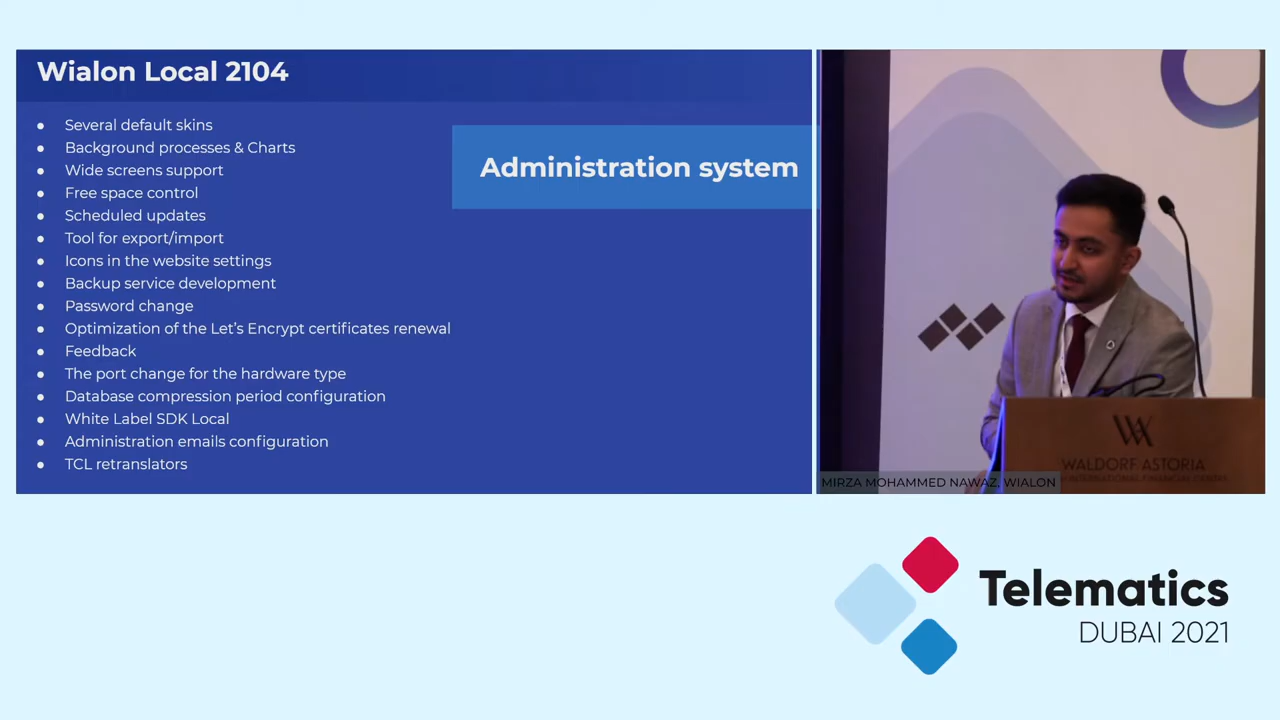 Wialon Local 2104
Several default skins
Background processes & Charts
Wide screens support
Free space control
Scheduled updates
Tool for export/import
Icons in the website settings
Backup service development
Password change
Optimization of the Let's Encrypt certificates renewal
Feedback
The port change for the hardware type
Database compression period configuration
White Label SDK Local
Administration emails configuration
TCL retranslators
Administration system
WALDORF ASTORIA
INTERNATIONAL FINANCIAL CENTRE
MIRZA MOHAMMED NAWAZ, WIALON
Telematics
DUBAI 2021